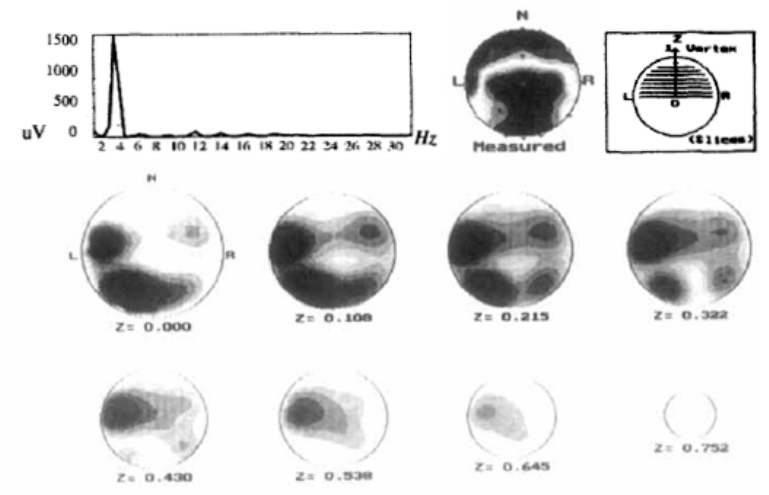 1500
1000
500
uV 0
2 4 6 8 10 12 14 16 18 20 22 24 26 28 30 Hz
N
L R
Measured
Z
1 Vertex
L R
0
(Slices)
N
L R
Z= 0.000
Z= 0.108
Z= 0.215
Z= 0.322
Z= 0.430
Z= 0.538
Z= 0.645
Z= 0.752